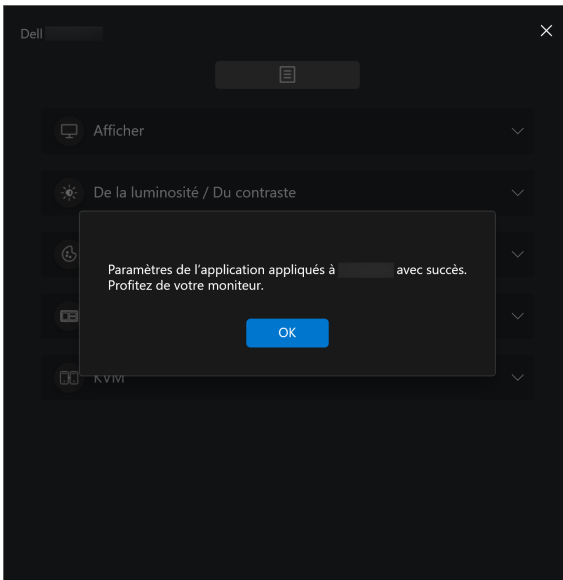 Dell
Afficher
De la luminosité / Du contraste
Paramètres de l’application appliqués à avec succès.
Profitez de votre moniteur.
OK
KVM